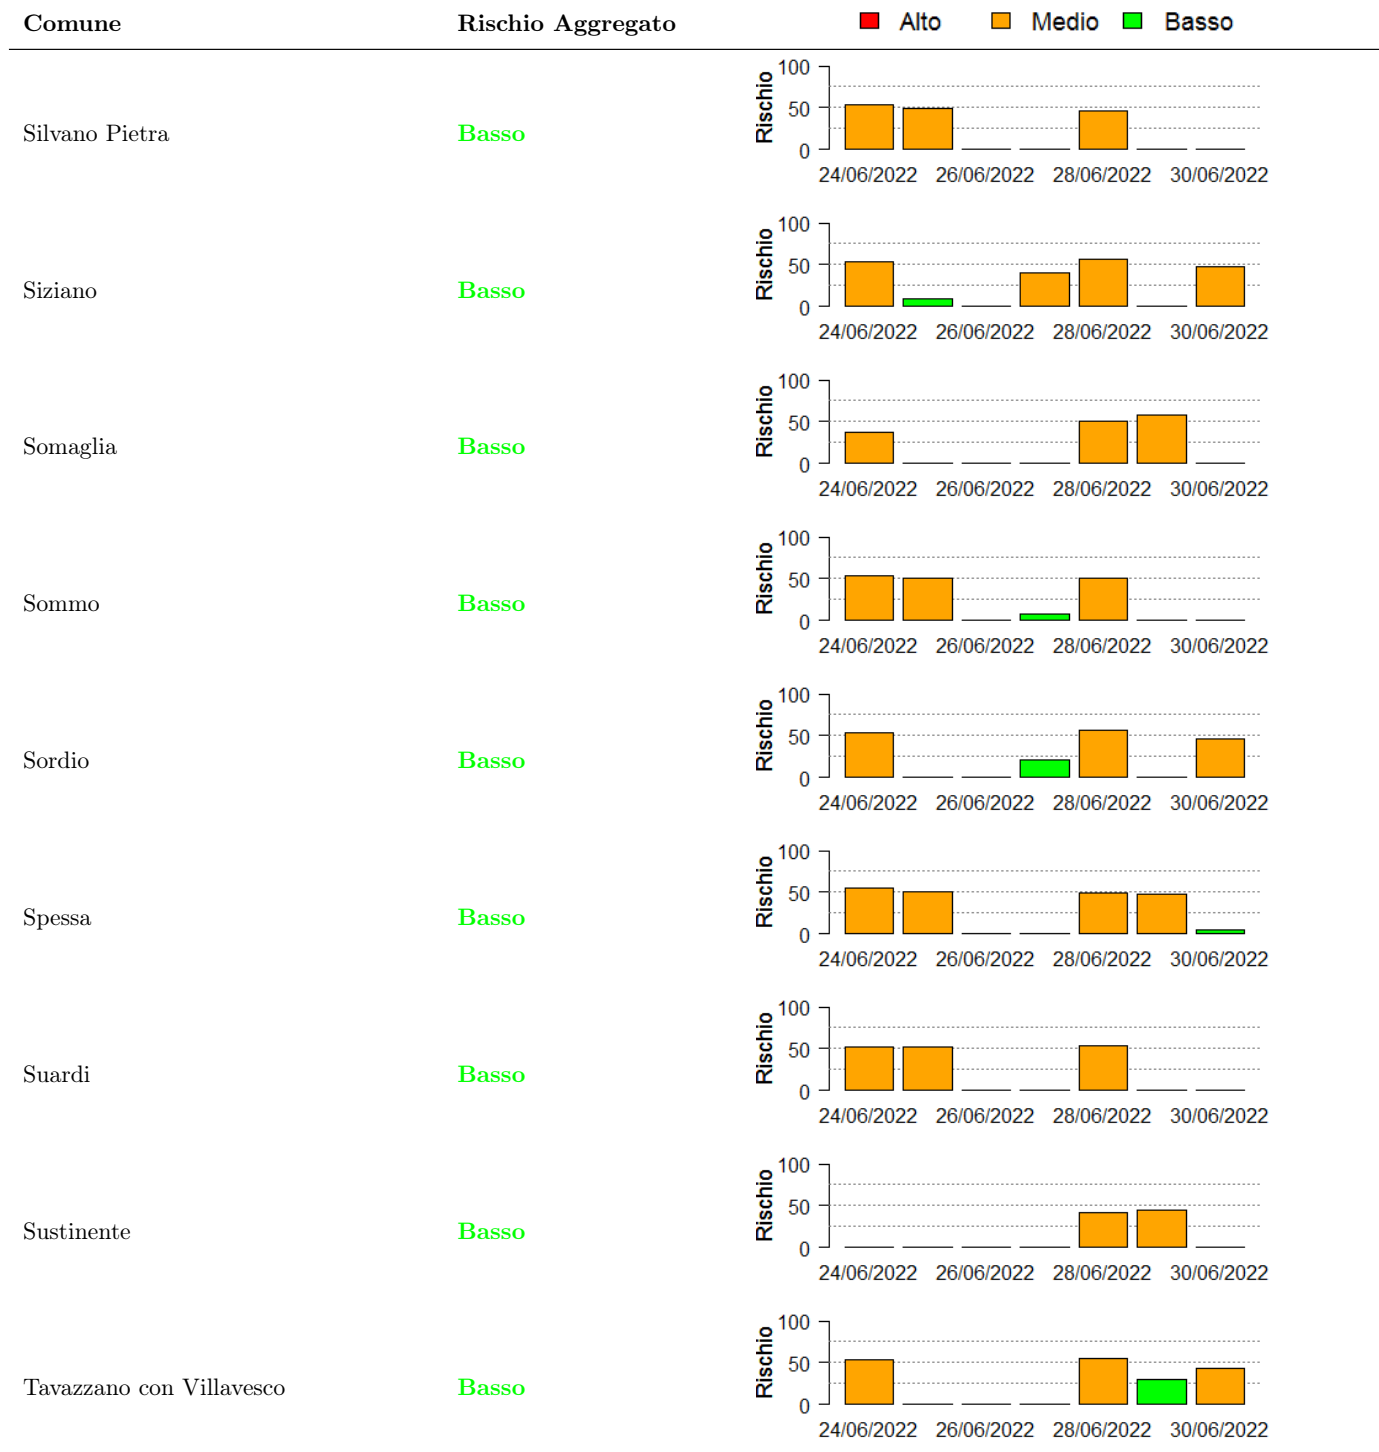 Comune Rischio Aggregato Alto Medio Basso
Silvano Pietra Basso Rischio 100 50 0
24/06/2022 26/06/2022 28/06/2022 30/06/2022
Siziano Basso Rischio 100 50 0
24/06/2022 26/06/2022 28/06/2022 30/06/2022
Somaglia Basso Rischio 100 50 0
24/06/2022 26/06/2022 28/06/2022 30/06/2022
Sommo Basso Rischio 100 50 0
24/06/2022 26/06/2022 28/06/2022 30/06/2022
Sordio Basso Rischio 100 50 0
24/06/2022 26/06/2022 28/06/2022 30/06/2022
Spessa Basso Rischio 100 50 0
24/06/2022 26/06/2022 28/06/2022 30/06/2022
Suardi Basso Rischio 100 50 0
24/06/2022 26/06/2022 28/06/2022 30/06/2022
Sustinente Basso Rischio 100 50 0
24/06/2022 26/06/2022 28/06/2022 30/06/2022
Tavazzano con Villavesco Basso Rischio 100 50 0
24/06/2022 26/06/2022 28/06/2022 30/06/2022